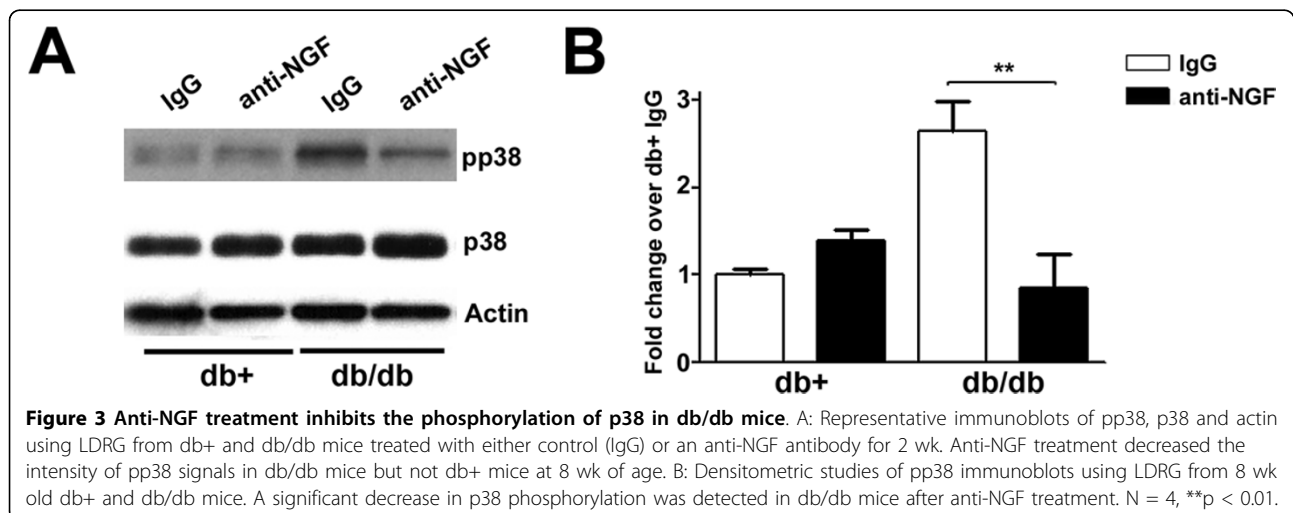 A
B
IgG
anti-NGF
IgG
anti-NGF
pp38
p38
Actin
db+
db/db
**
IgG
anti-NGF
Fold change over db+ IgG
3
2
1
0
db+
db/db
Figure 3 Anti-NGF treatment inhibits the phosphorylation of p38 in db/db mice. A: Representative immunoblots of pp38, p38 and actin
using LDRG from db+ and db/db mice treated with either control (IgG) or an anti-NGF antibody for 2 wk. Anti-NGF treatment decreased the
intensity of pp38 signals in db/db mice but not db+ mice at 8 wk of age. B: Densitometric studies of pp38 immunoblots using LDRG from 8 wk
old db+ and db/db mice. A significant decrease in p38 phosphorylation was detected in db/db mice after anti-NGF treatment. N = 4, **p < 0.01.